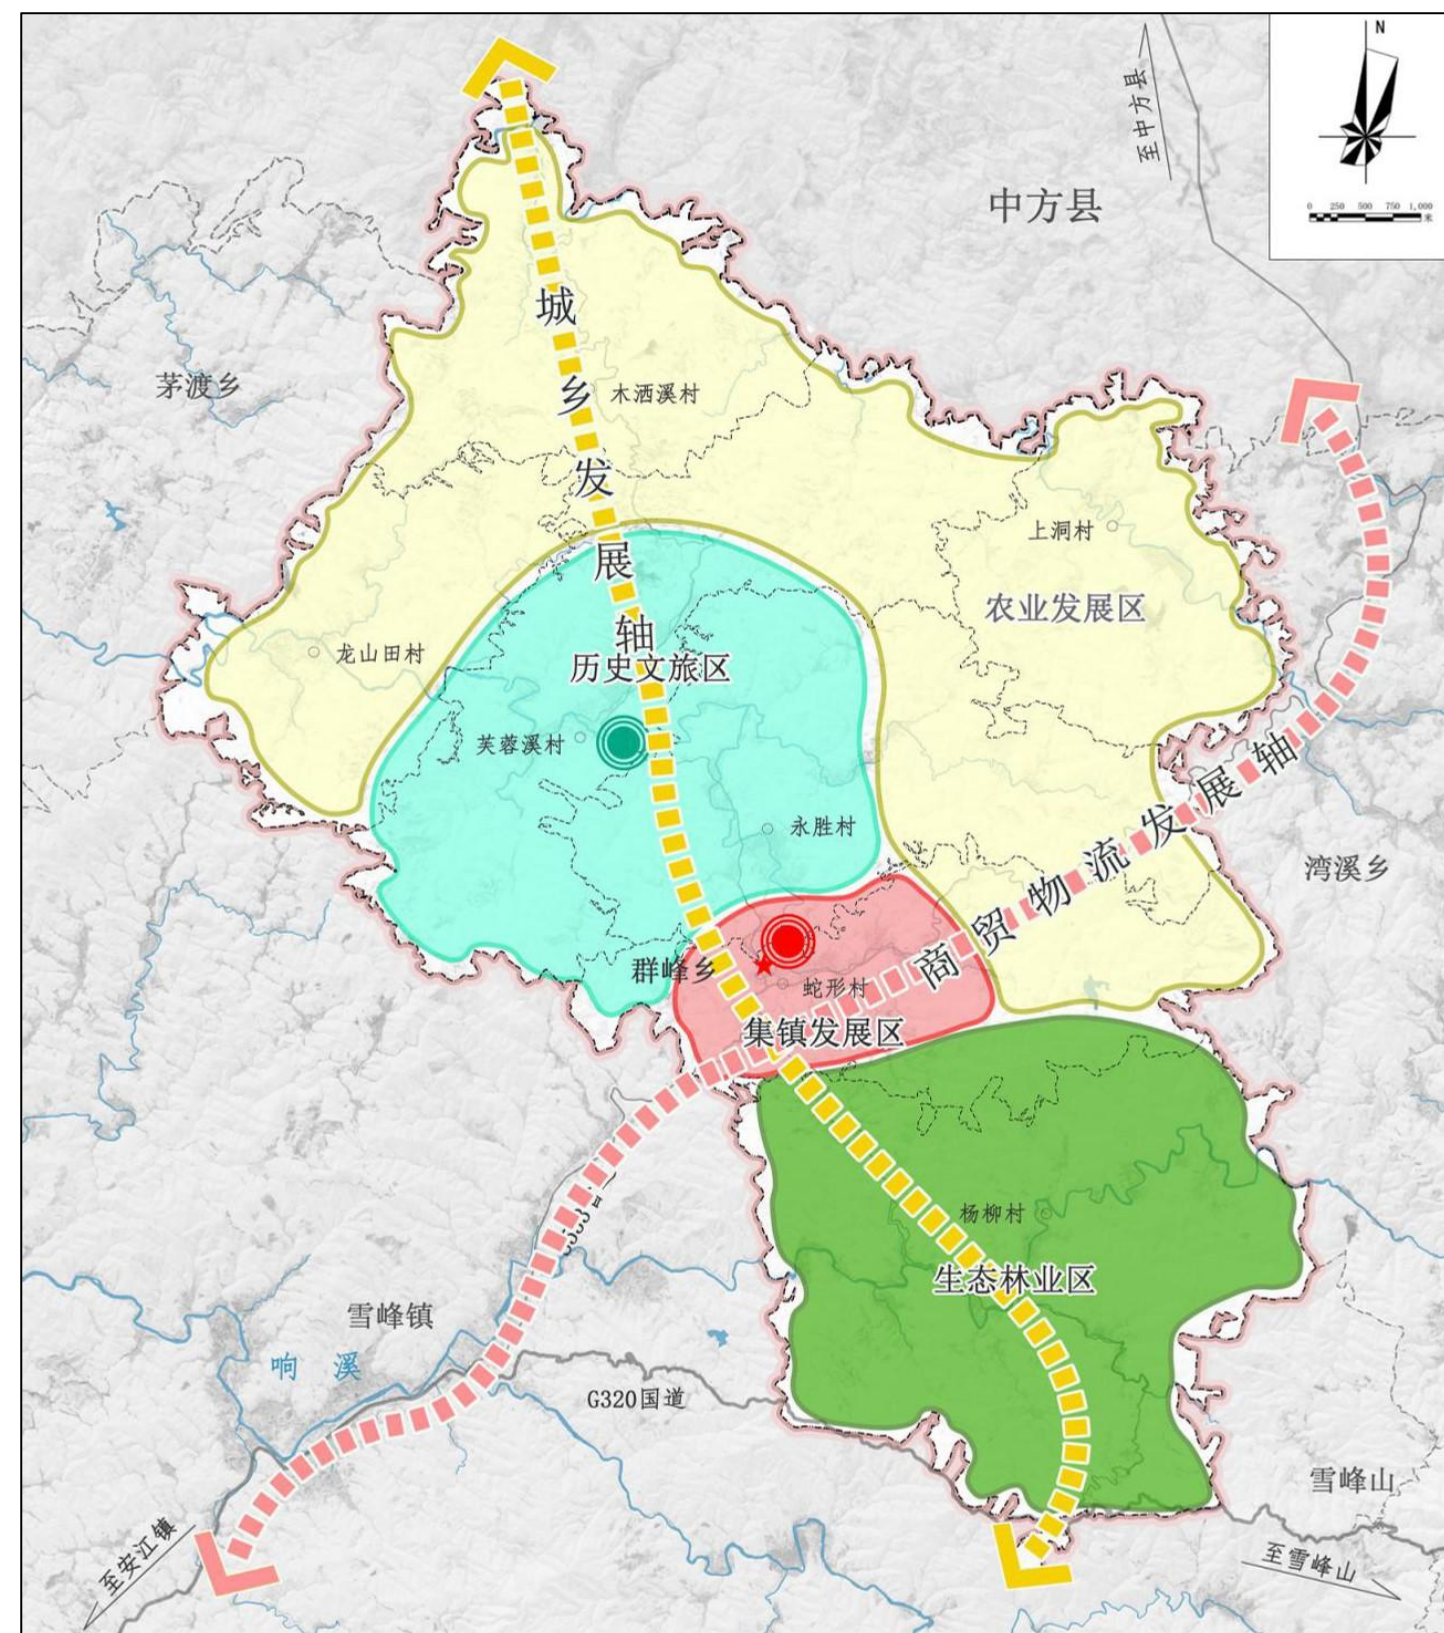 N
0 250 500 750 1,000
米
至中方县
中方县
茅渡乡
城乡发展轴
木洒溪村
上洞村
农业发展区
龙山田村
历史文旅区
芙蓉溪村
永胜村
商贸物流发展轴
湾溪乡
群峰乡
蛇形村
集镇发展区
杨柳村
生态林业区
雪峰镇
响溪
G320国道
雪峰山
至安江镇
至雪峰山